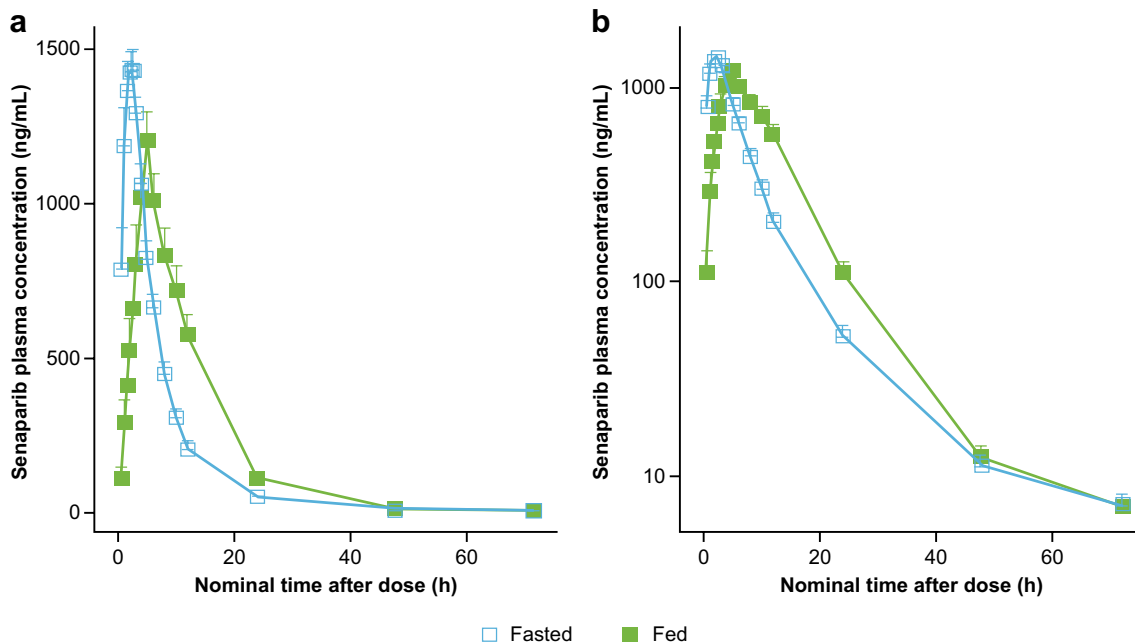 a
Senaparib plasma concentration (ng/mL)
1500
1000
500
0
0 20 40 60
Nominal time after dose (h)
b
Senaparib plasma concentration (ng/mL)
1000
100
10
0 20 40 60
Nominal time after dose (h)
Fasted Fed